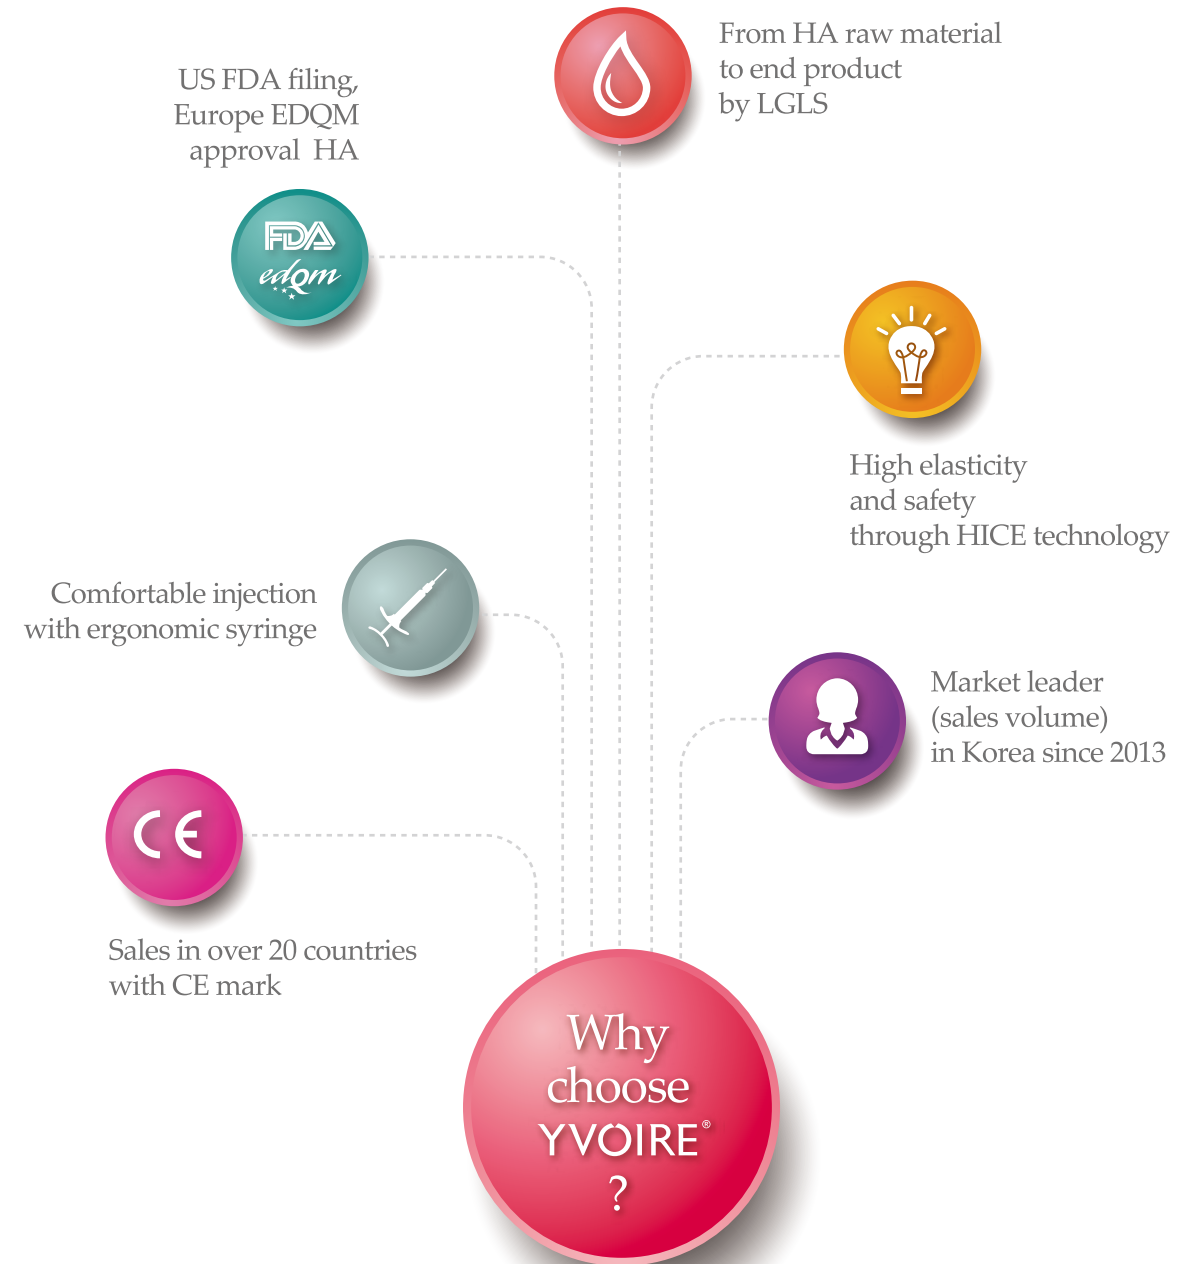 From HA raw material
to end product
by LGLS
US FDA filing,
Europe EDQM
approval HA
FDA
edQm
High elasticity
and safety
through HICE technology
Comfortable injection
with ergonomic syringe
Market leader
(sales volume)
in Korea since 2013
CE
Sales in over 20 countries
with CE mark
Why
choose
YVOIRE®
?